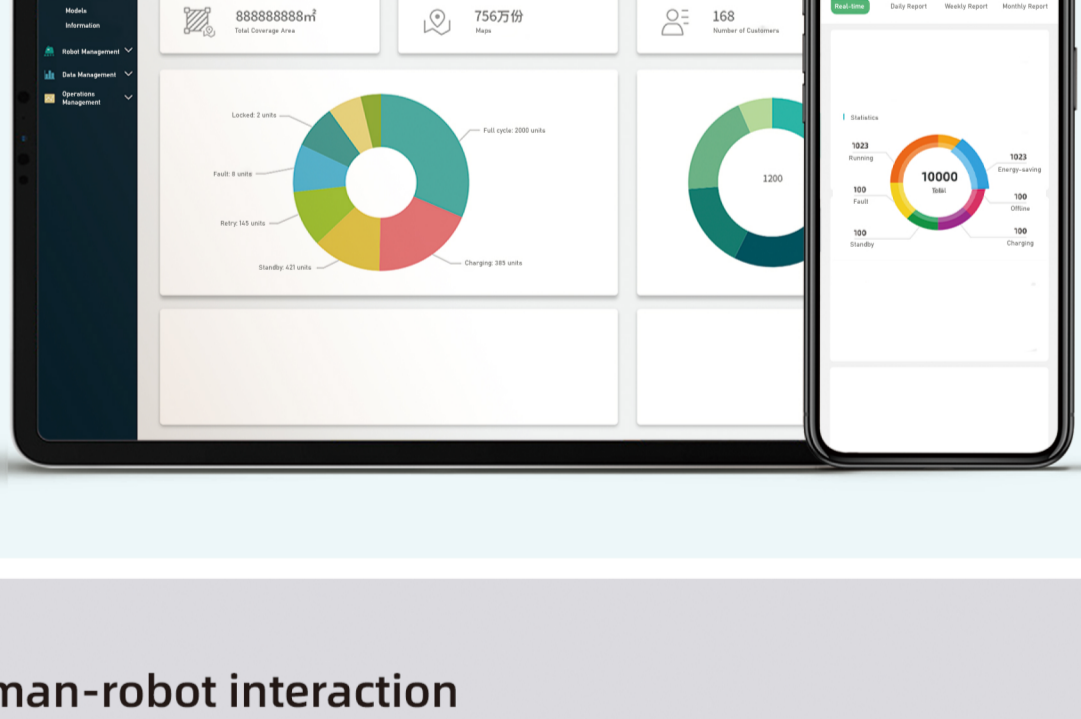 Models
Information
Robot Management
Data Management
Operations
Management
888888888㎡
Total Coverage Area
756万份
Maps
168
Number of Customers
Locked: 2 units
Full cycle: 2000 units
Fault: 8 units
Retry: 145 units
Standby: 421 units
Charging: 385 units
1200
Real-time
Daily Report
Weekly Report
Monthly Report
Statistics
1023
Running
1023
Energy-saving
10000
Total
100
Fault
100
Offline
100
Standby
100
Charging
man-robot interaction